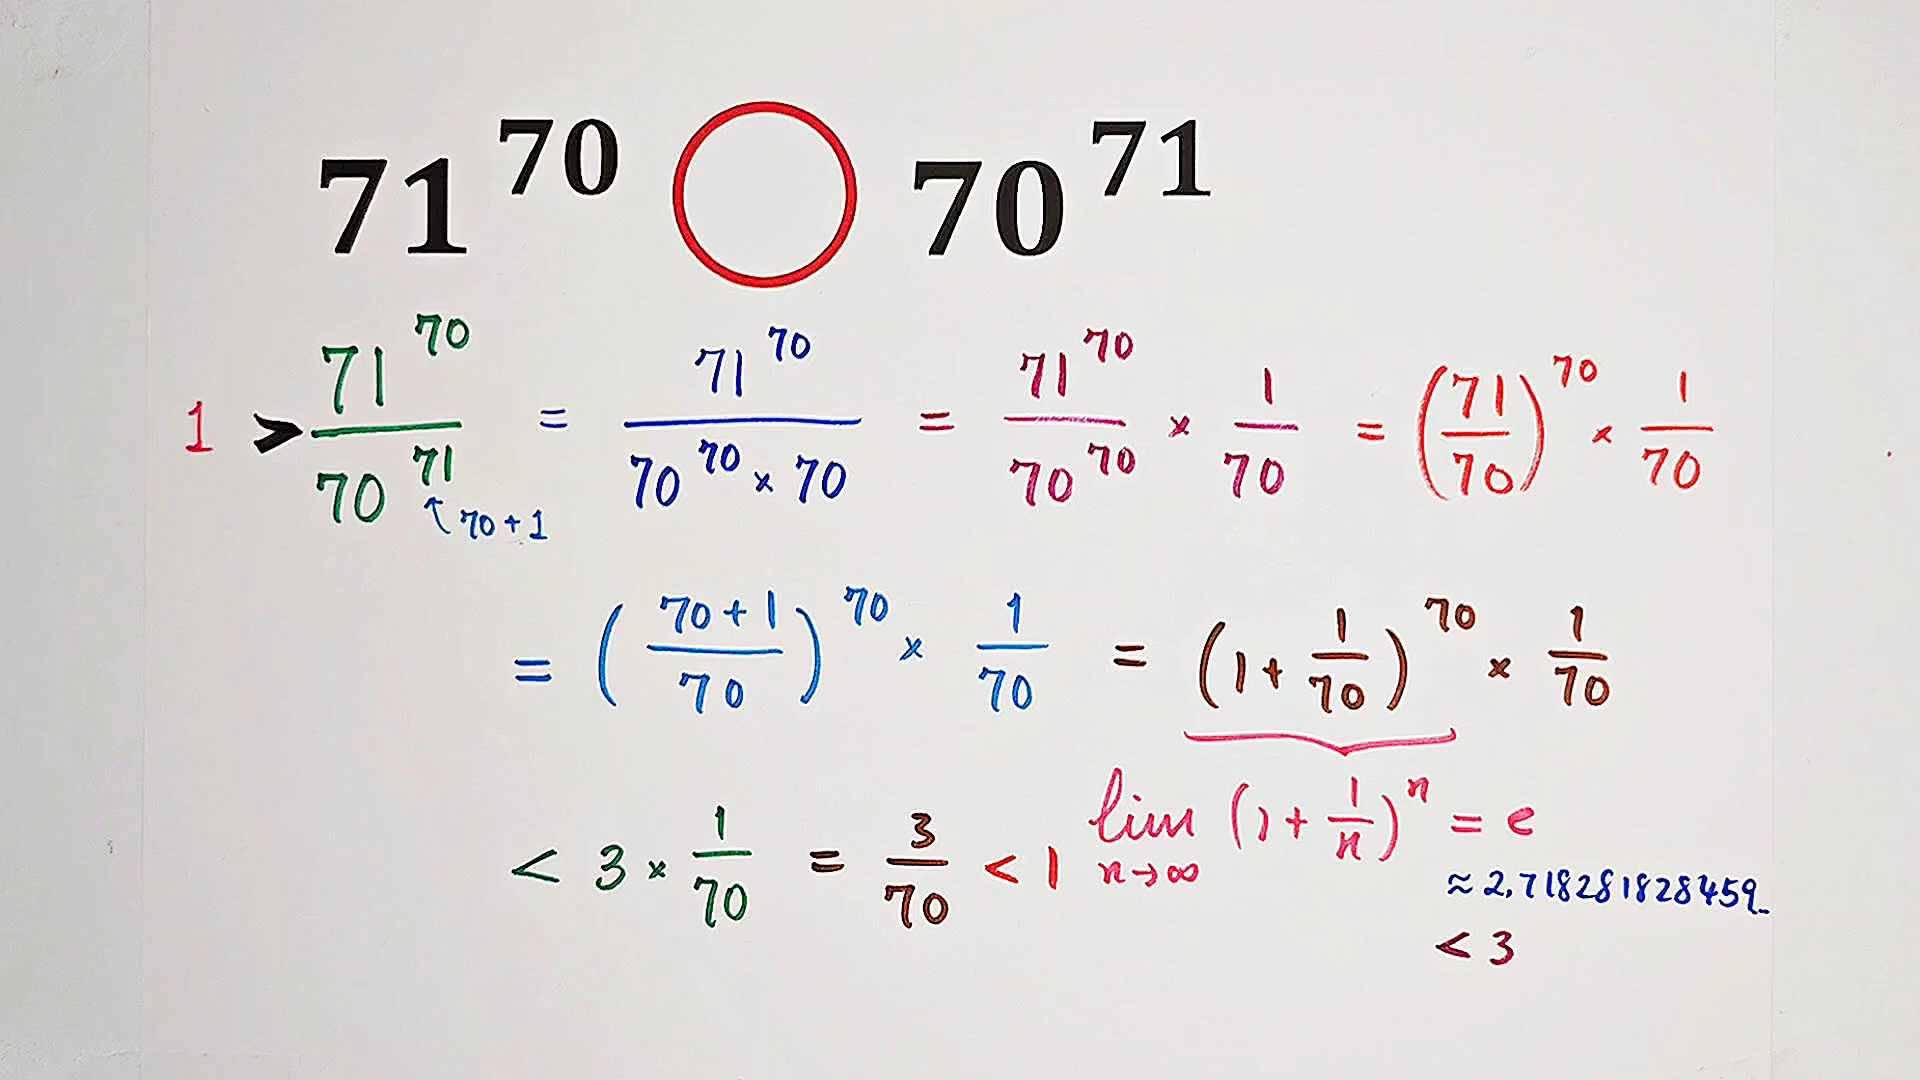 71^70 ◯ 70^71
1 > 71^70 / 70^71 = 71^70 / (70^70 × 70) = 71^70 / 70^70 × 1/70 = (71/70)^70 × 1/70
↖ 70+1
= ((70+1)/70)^70 × 1/70 = (1+1/70)^70 × 1/70
< 3 × 1/70 = 3/70 < 1
lim n→∞ (1+1/n)^n = e
≈ 2.718281828459..
< 3